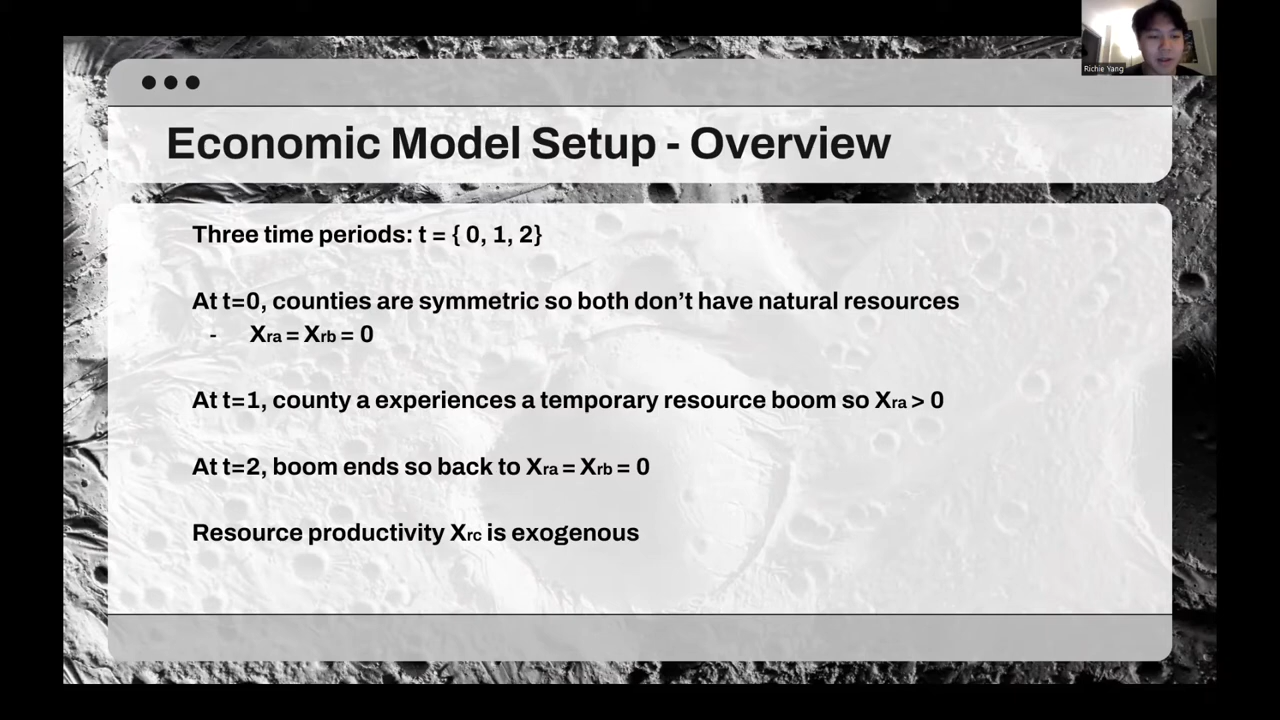 Richie Yang
Economic Model Setup - Overview
Three time periods: t = { 0, 1, 2}
At t=0, counties are symmetric so both don’t have natural resources
- Xra = Xrb = 0
At t=1, county a experiences a temporary resource boom so Xra > 0
At t=2, boom ends so back to Xra = Xrb = 0
Resource productivity Xrc is exogenous